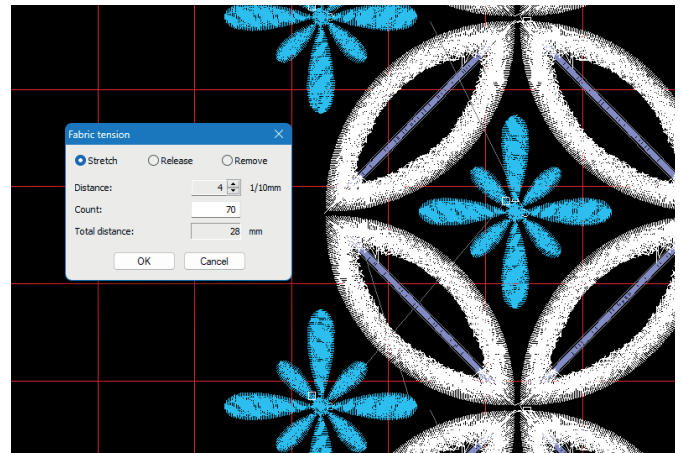 Fabric tension
Stretch Release Remove
Distance: 4 1/10mm
Count: 70
Total distance: 28 mm
OK Cancel